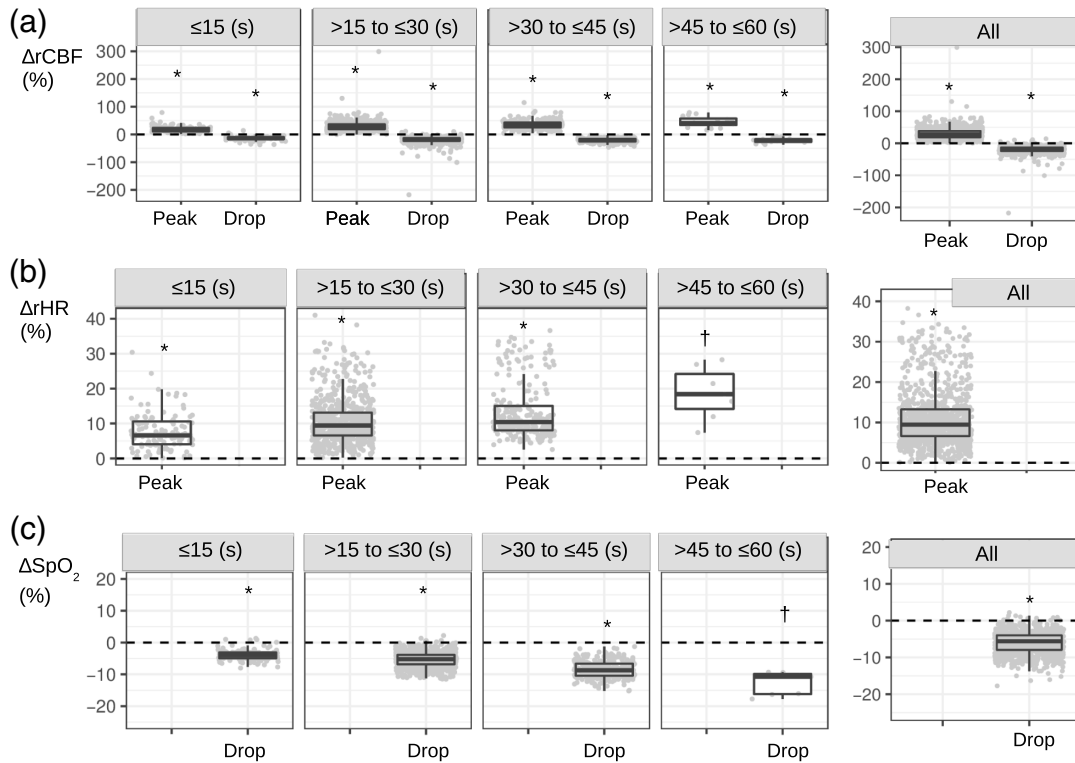 (a)
≤15 (s) >15 to ≤30 (s) >30 to ≤45 (s) >45 to ≤60 (s) All
ΔrCBF
(%)
300 300
200 200
100 100
0 0
−100 −100
−200 −200
* * * * * * * * * *
Peak Drop Peak Drop Peak Drop Peak Drop Peak Drop
(b)
≤15 (s) >15 to ≤30 (s) >30 to ≤45 (s) >45 to ≤60 (s) All
ΔrHR
(%)
40 40
30 30
20 20
10 10
0 0
* * * † *
Peak Peak Peak Peak Peak
(c)
≤15 (s) >15 to ≤30 (s) >30 to ≤45 (s) >45 to ≤60 (s) All
ΔSpO₂
(%)
20 20
10 10
0 0
−10 −10
−20 −20
* * * † *
Drop Drop Drop Drop Drop